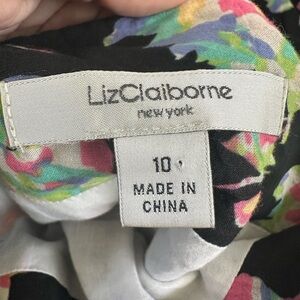 LizClaiborne
new york
10
MADE IN
CHINA